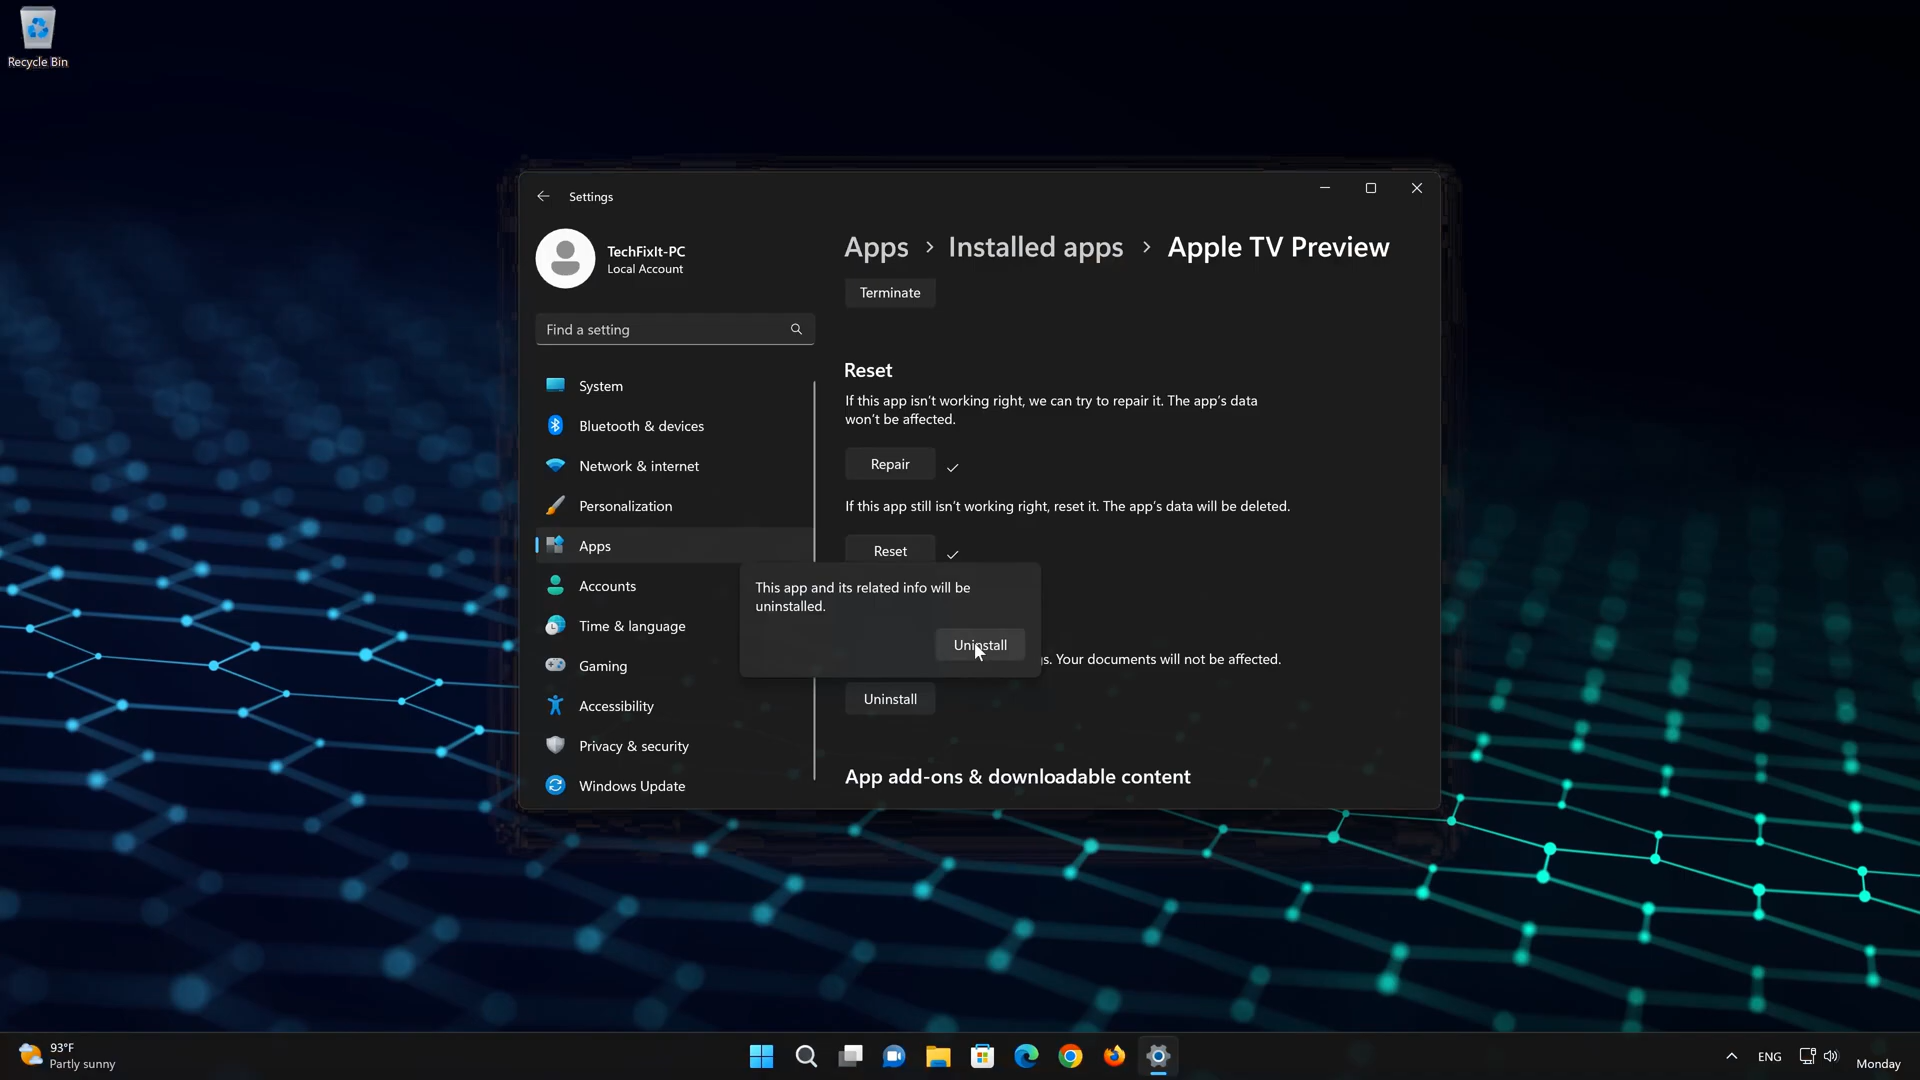 Recycle Bin
Settings
TechFixIt-PC
Local Account
Find a setting
System
Bluetooth & devices
Network & internet
Personalization
Apps
Accounts
Time & language
Gaming
Accessibility
Privacy & security
Windows Update
Apps > Installed apps > Apple TV Preview
Terminate
Reset
If this app isn't working right, we can try to repair it. The app's data
won't be affected.
Repair
If this app still isn't working right, reset it. The app's data will be deleted.
Reset
This app and its related info will be
uninstalled.
Uninstall
s. Your documents will not be affected.
Uninstall
App add-ons & downloadable content
93°F
Partly sunny
ENG
Monday